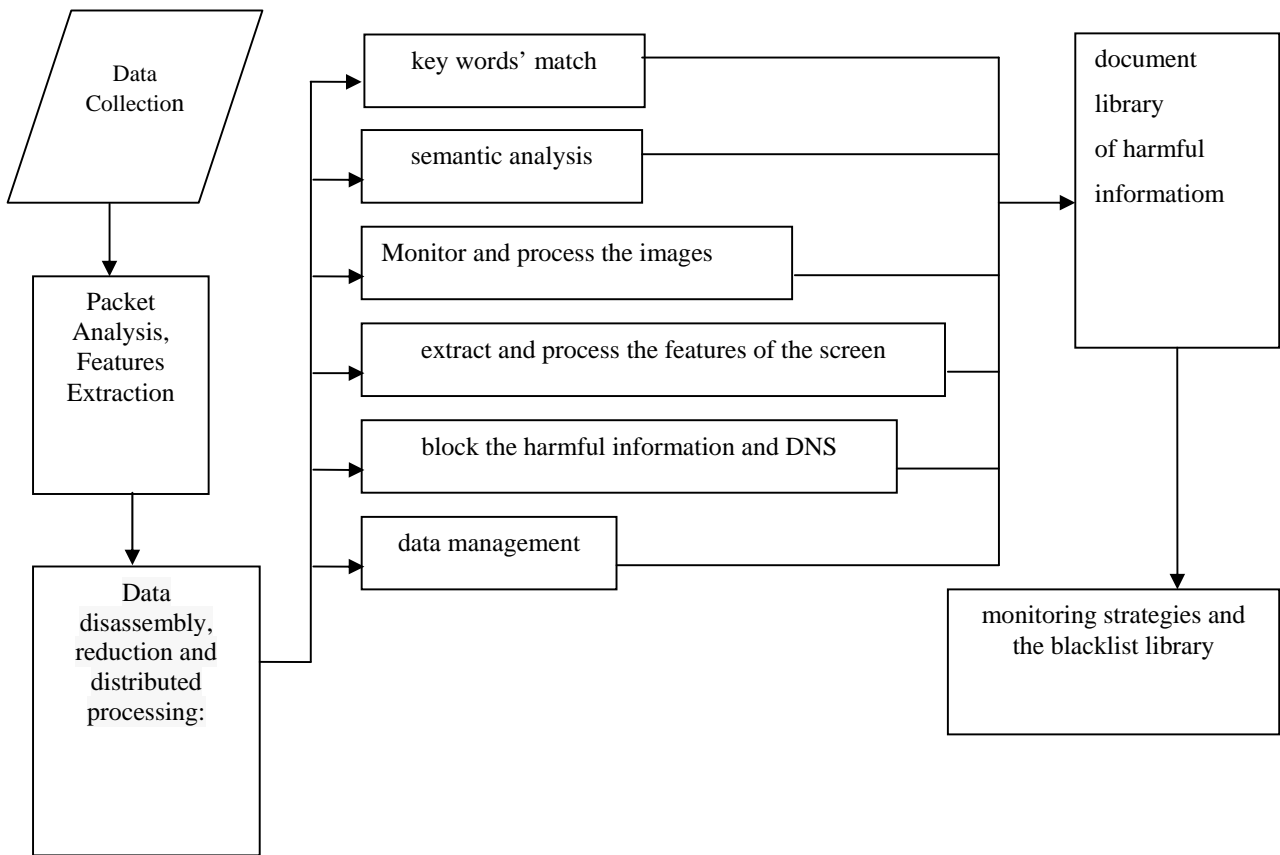 Data
Collection
Packet
Analysis,
Features
Extraction
Data
disassembly,
reduction and
distributed
processing:
key words’ match
semantic analysis
Monitor and process the images
extract and process the features of the screen
block the harmful information and DNS
data management
document
library
of harmful
informatiom
monitoring strategies and
the blacklist library